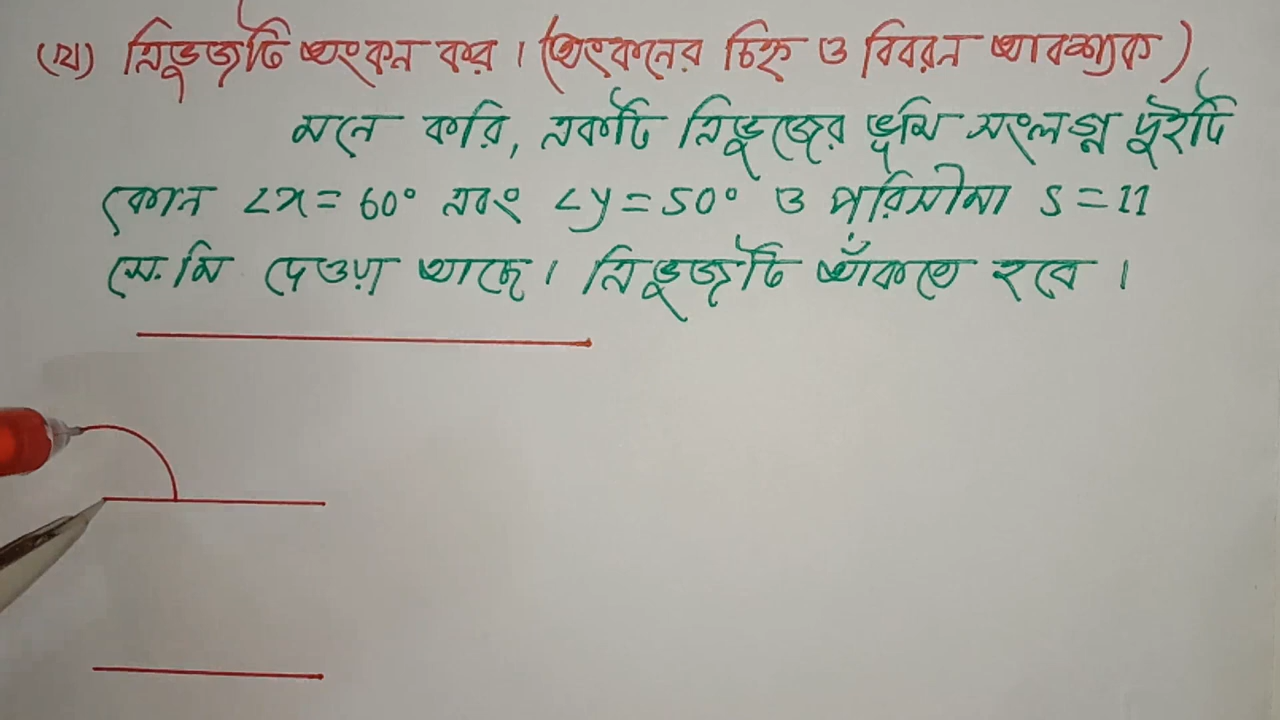 (খ) ত্রিভুজটি অংকন কর। (অংকনের চিহ্ন ও বিবরন আবশ্যক)
মনে করি, একটি ত্রিভুজের ভূমি সংলগ্ন দুইটি
কোন ∠x = 60° এবং ∠y = 50° ও পরিসীমা s = 11
সে.মি দেওয়া আছে। ত্রিভুজটি আঁকতে হবে।